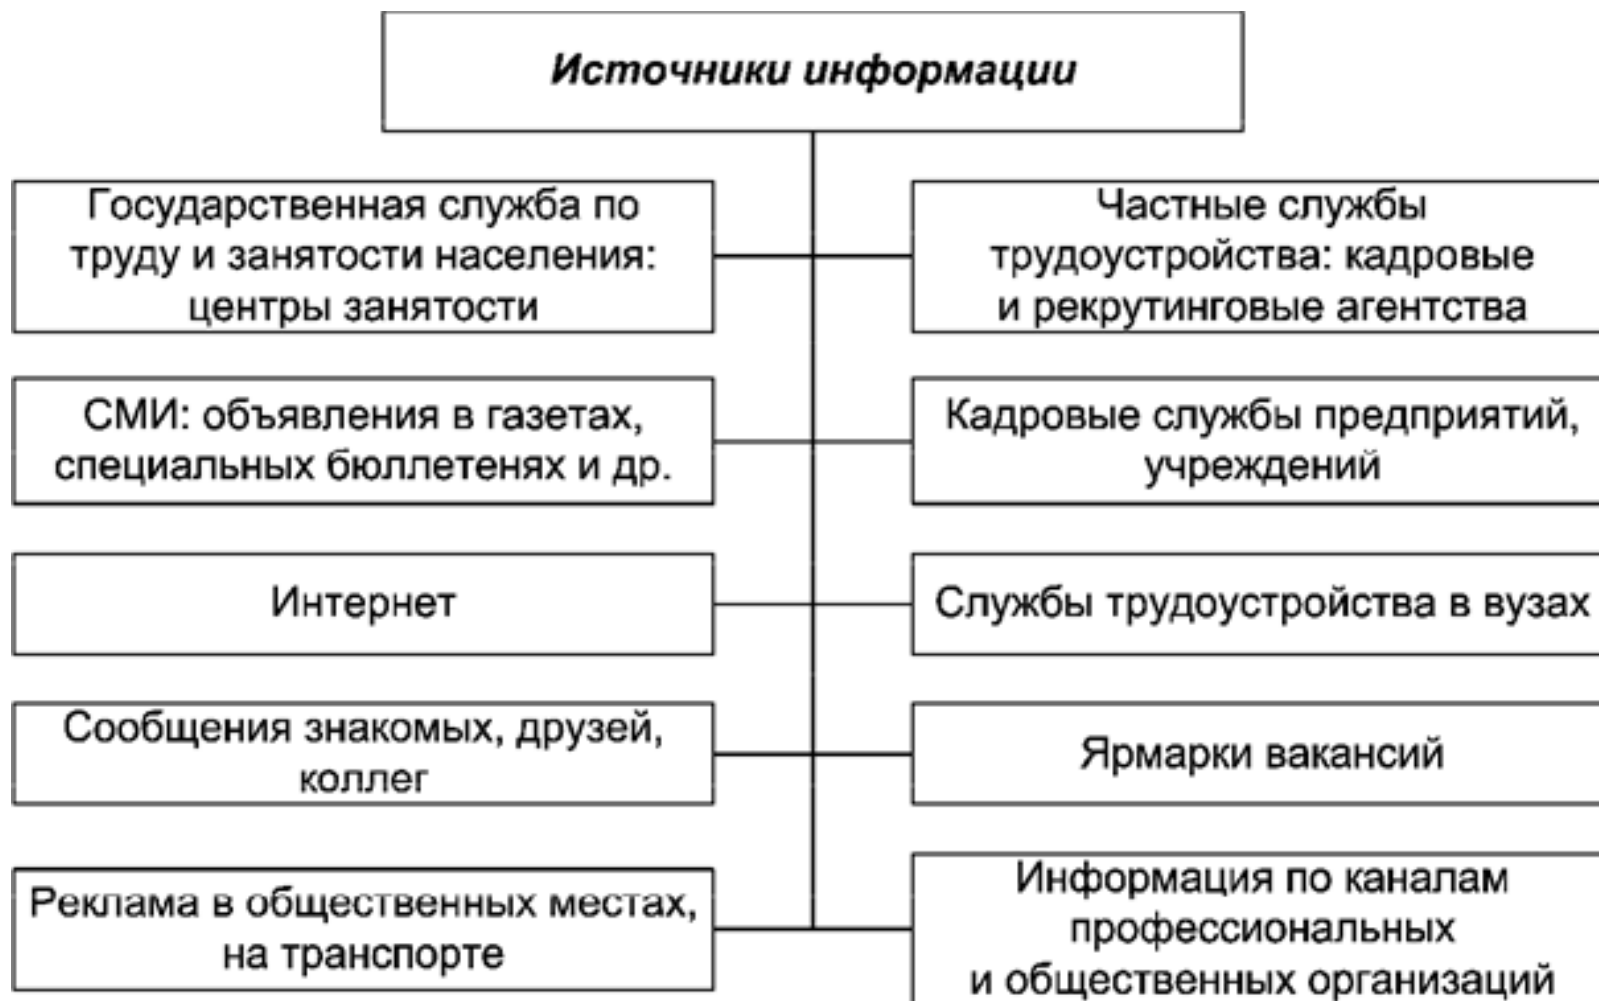 Источники информации
Государственная служба по
труду и занятости населения:
центры занятости
Частные службы
трудоустройства: кадровые
и рекрутинговые агентства
СМИ: объявления в газетах,
специальных бюллетенях и др.
Кадровые службы предприятий,
учреждений
Интернет
Службы трудоустройства в вузах
Сообщения знакомых, друзей,
коллег
Ярмарки вакансий
Реклама в общественных местах,
на транспорте
Информация по каналам
профессиональных
и общественных организаций